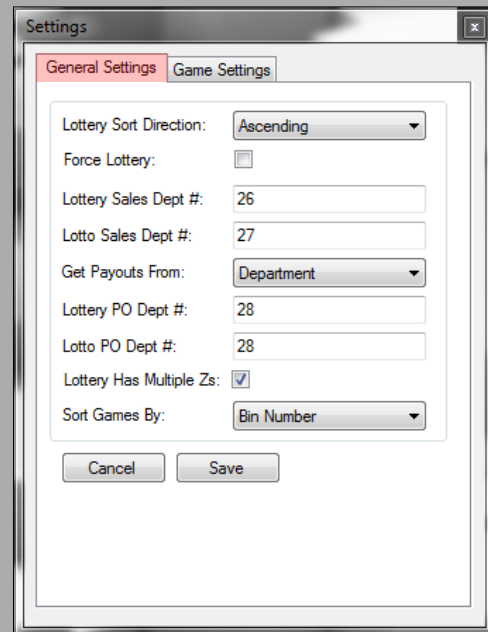 Settings
x
General Settings Game Settings
Lottery Sort Direction: Ascending
Force Lottery:
Lottery Sales Dept #: 26
Lotto Sales Dept #: 27
Get Payouts From: Department
Lottery PO Dept #: 28
Lotto PO Dept #: 28
Lottery Has Multiple Zs:
Sort Games By: Bin Number
Cancel Save